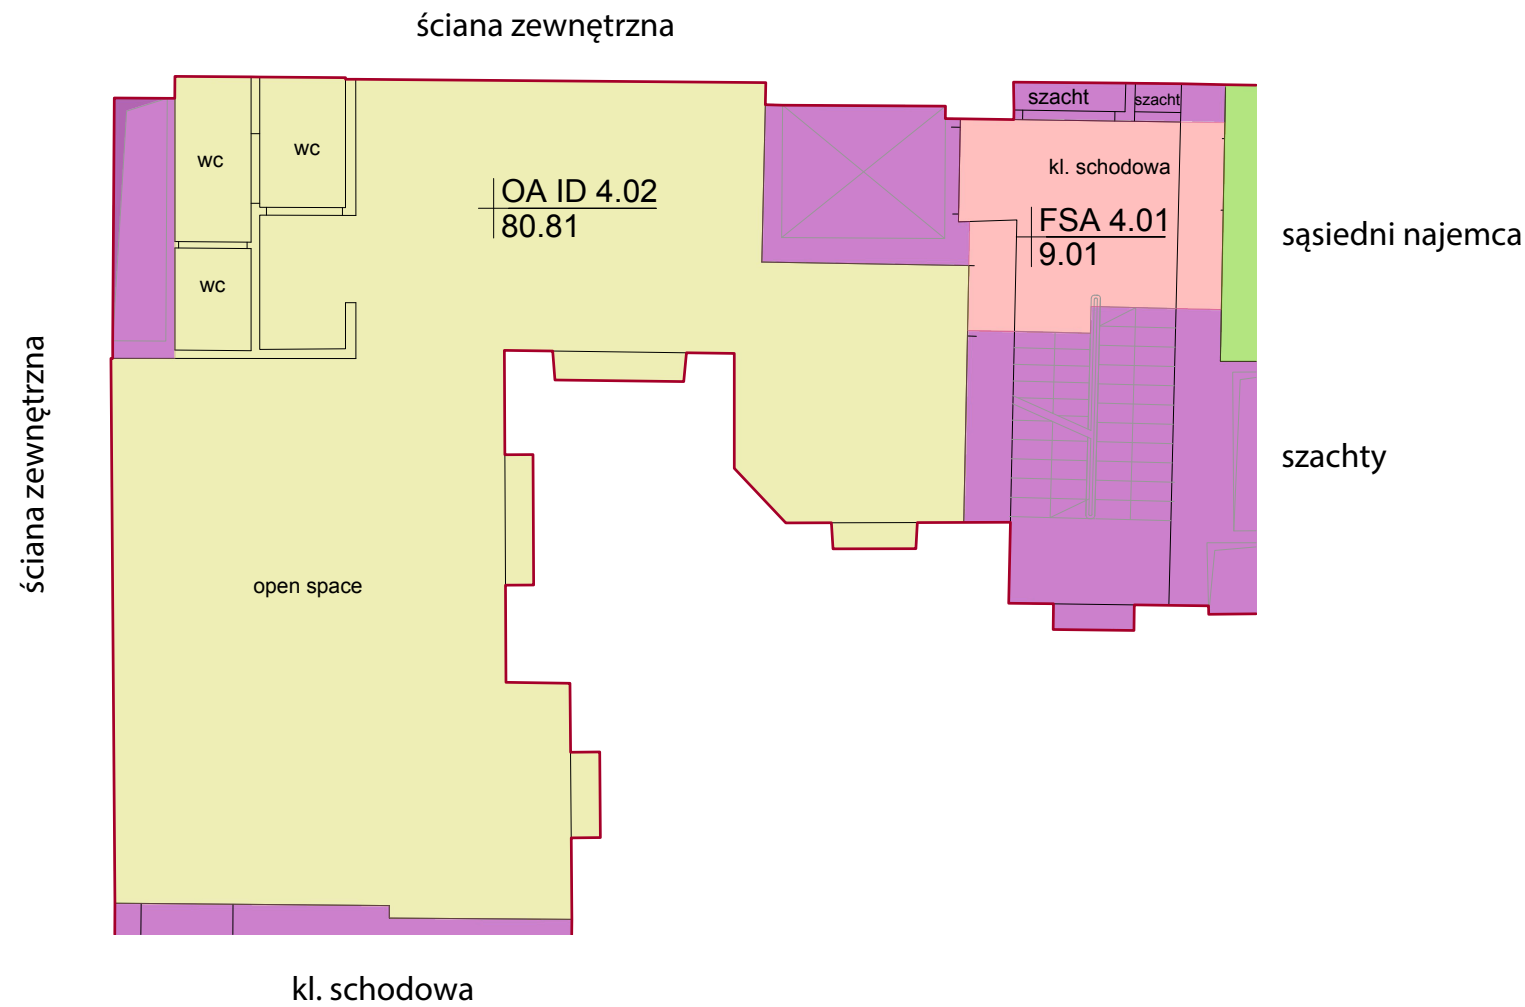 ściana zewnętrzna
szacht
szacht
wc
wc
kl. schodowa
OA ID 4.02
80.81
FSA 4.01
9.01
sąsiedni najemca
wc
ściana zewnętrzna
szachty
open space
kl. schodowa